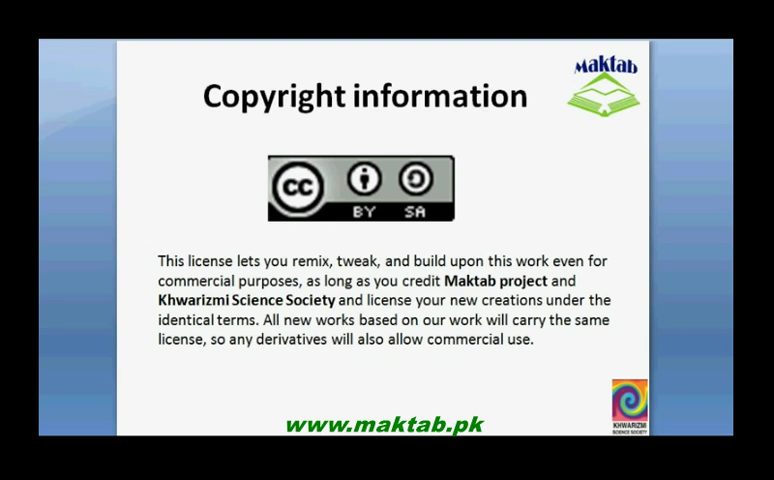 Maktab
Copyright information
cc
BY SA
This license lets you remix, tweak, and build upon this work even for
commercial purposes, as long as you credit Maktab project and
Khwarizmi Science Society and license your new creations under the
identical terms. All new works based on our work will carry the same
license, so any derivatives will also allow commercial use.
KHWARIZMI
SCIENCE SOCIETY
www.maktab.pk